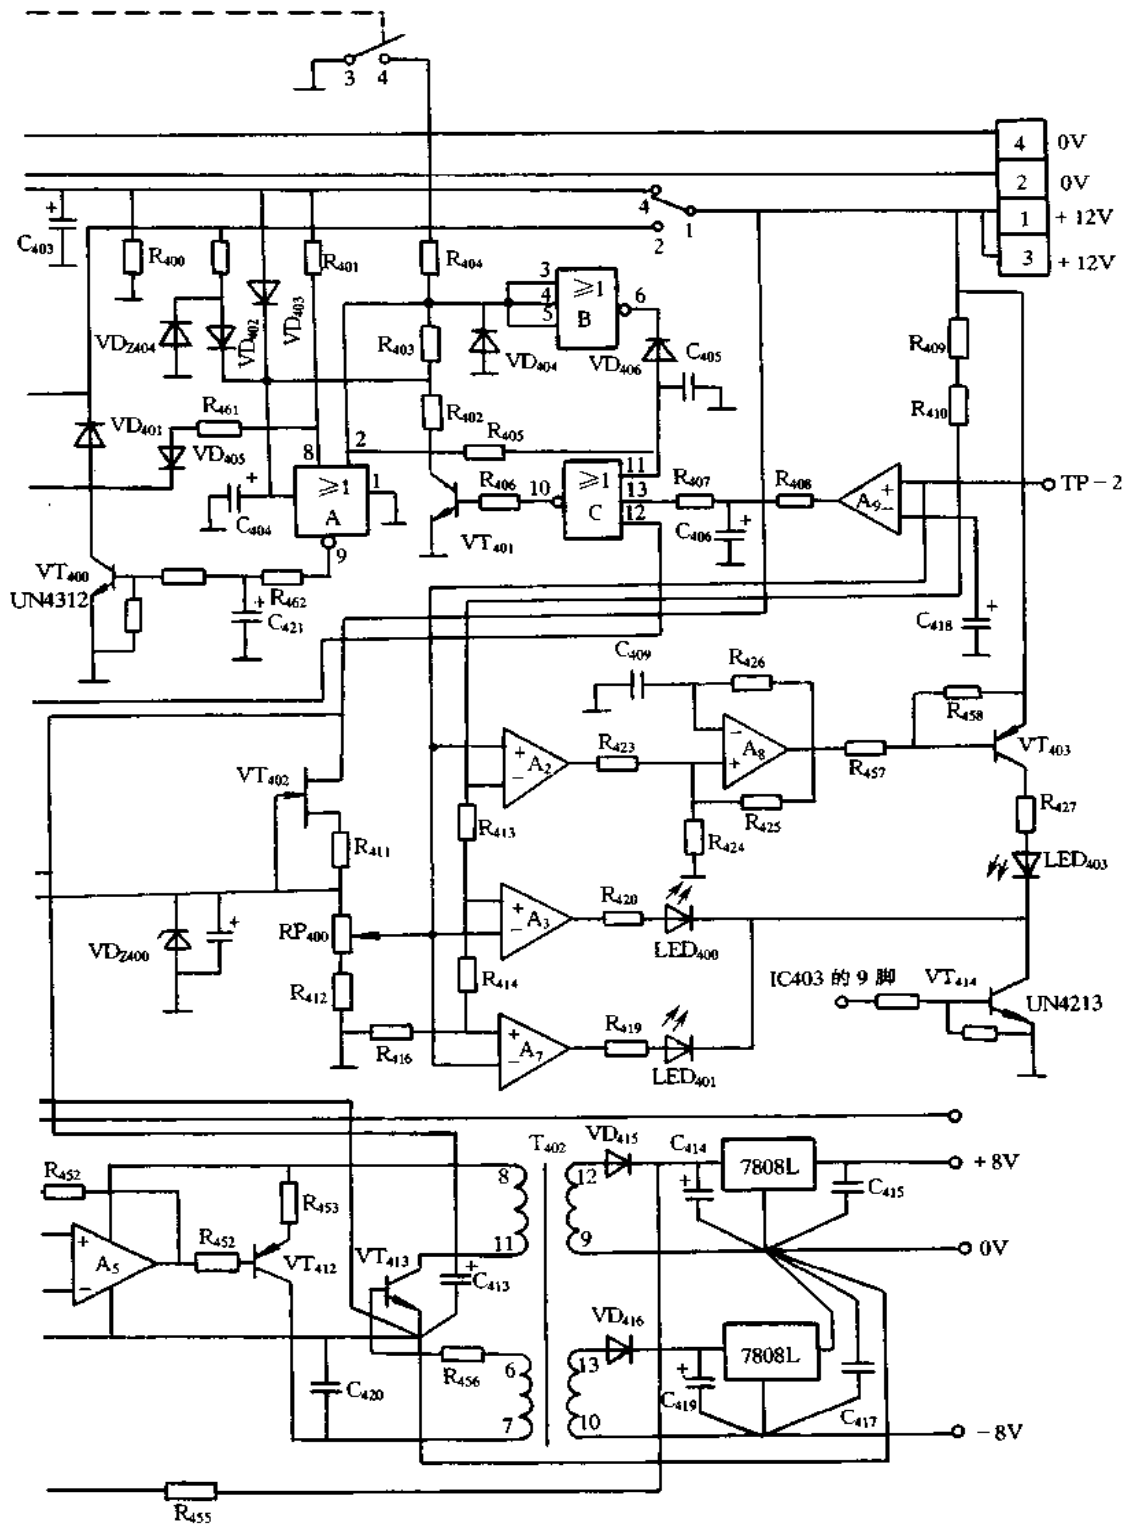 3 4
4 0V
2 0V
1 + 12V
3 + 12V
4
2 1
C403
R400
R401
R404
VDZ404
VD402
VD403
3
4
5
≥1
B
6
R403
VD404
VD406
C405
R409
R410
VD401
R461
VD405
R402
R405
8 2
≥1
A
1
9
C404
R406
10
≥1
C
11
13
12
R407
R408
A9
+
−
TP－2
C406
VT401
VT400
UN4312
R462
C421
C418
C409
R426
R458
VT403
+
−
A2
R423
−
+
A8
R457
R425
R424
R427
LED403
VT402
R411
R413
+
−
A3
R420
LED400
VDZ400
RP400
R412
R414
R416
+
−
A7
R419
LED401
IC403 的 9 脚
VT414
UN4213
T402
VD415
C414
7808L
+8V
C415
0V
8
11
12
9
R452
R453
+
−
A5
R452
VT412
VT413
C413
R456
C420
6
7
13
10
VD416
7808L
C419
C417
－8V
R455